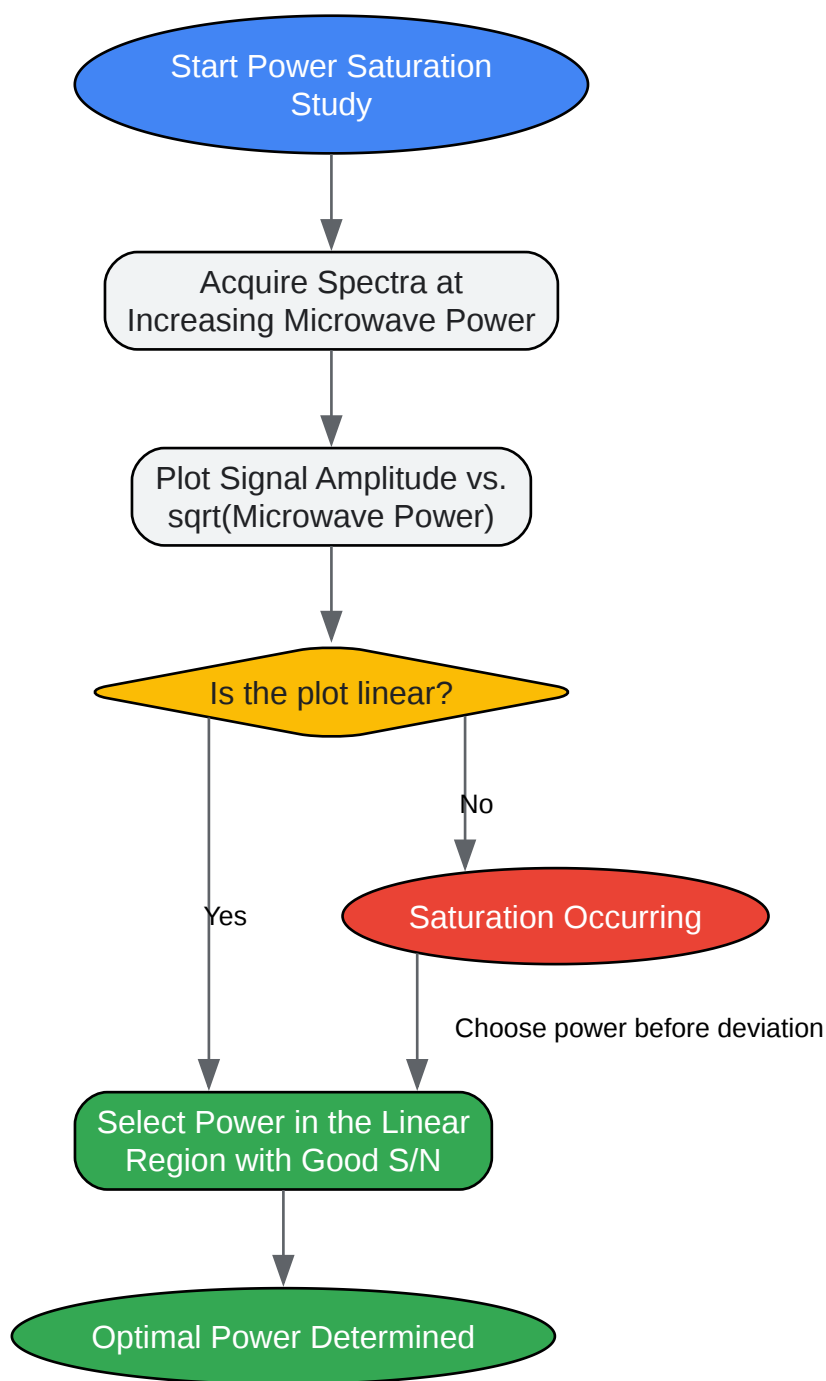 Start Power Saturation
Study
Acquire Spectra at
Increasing Microwave Power
Plot Signal Amplitude vs.
sqrt(Microwave Power)
Is the plot linear?
No
Yes
Saturation Occurring
Choose power before deviation
Select Power in the Linear
Region with Good S/N
Optimal Power Determined